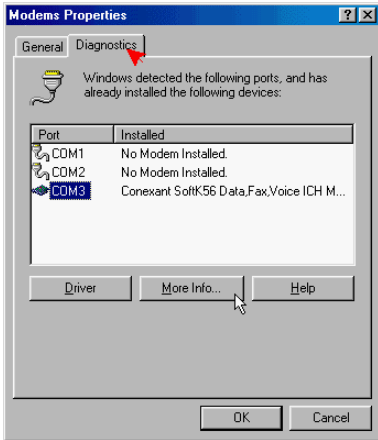 Modems Properties
General Diagnostics
Windows detected the following ports, and has
already installed the following devices:
Port Installed
COM1 No Modem Installed.
COM2 No Modem Installed.
COM3 Conexant SoftK56 Data,Fax,Voice ICH M...
Driver More Info... Help
OK Cancel